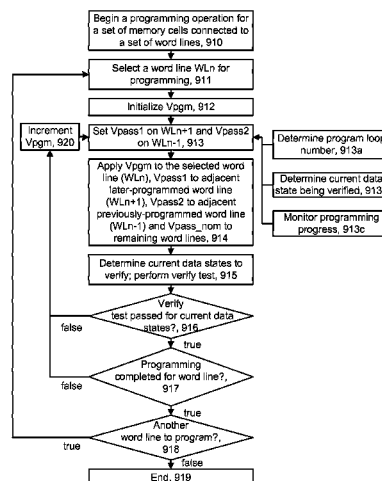 Begin a programming operation for
a set of memory cells connected to
a set of word lines, 910
Select a word line WLn for
programming, 911
Initialize Vpgm, 912
Increment
Vpgm, 920
Set Vpass1 on WLn+1 and Vpass2
on WLn-1, 913
Determine program loop
number, 913a
Apply Vpgm to the selected word
line (WLn), Vpass1 to adjacent
later-programmed word line
(WLn+1), Vpass2 to adjacent
previously-programmed word line
(WLn-1) and Vpass_nom to
remaining word lines, 914
Determine current data
state being verified, 913
Monitor programming
progress, 913c
Determine current data states to
verify; perform verify test, 915
Verify
test passed for current data
states?, 916
false
true
Programming
completed for word line?,
917
false
true
Another
word line to program?,
918
true
false
End, 919